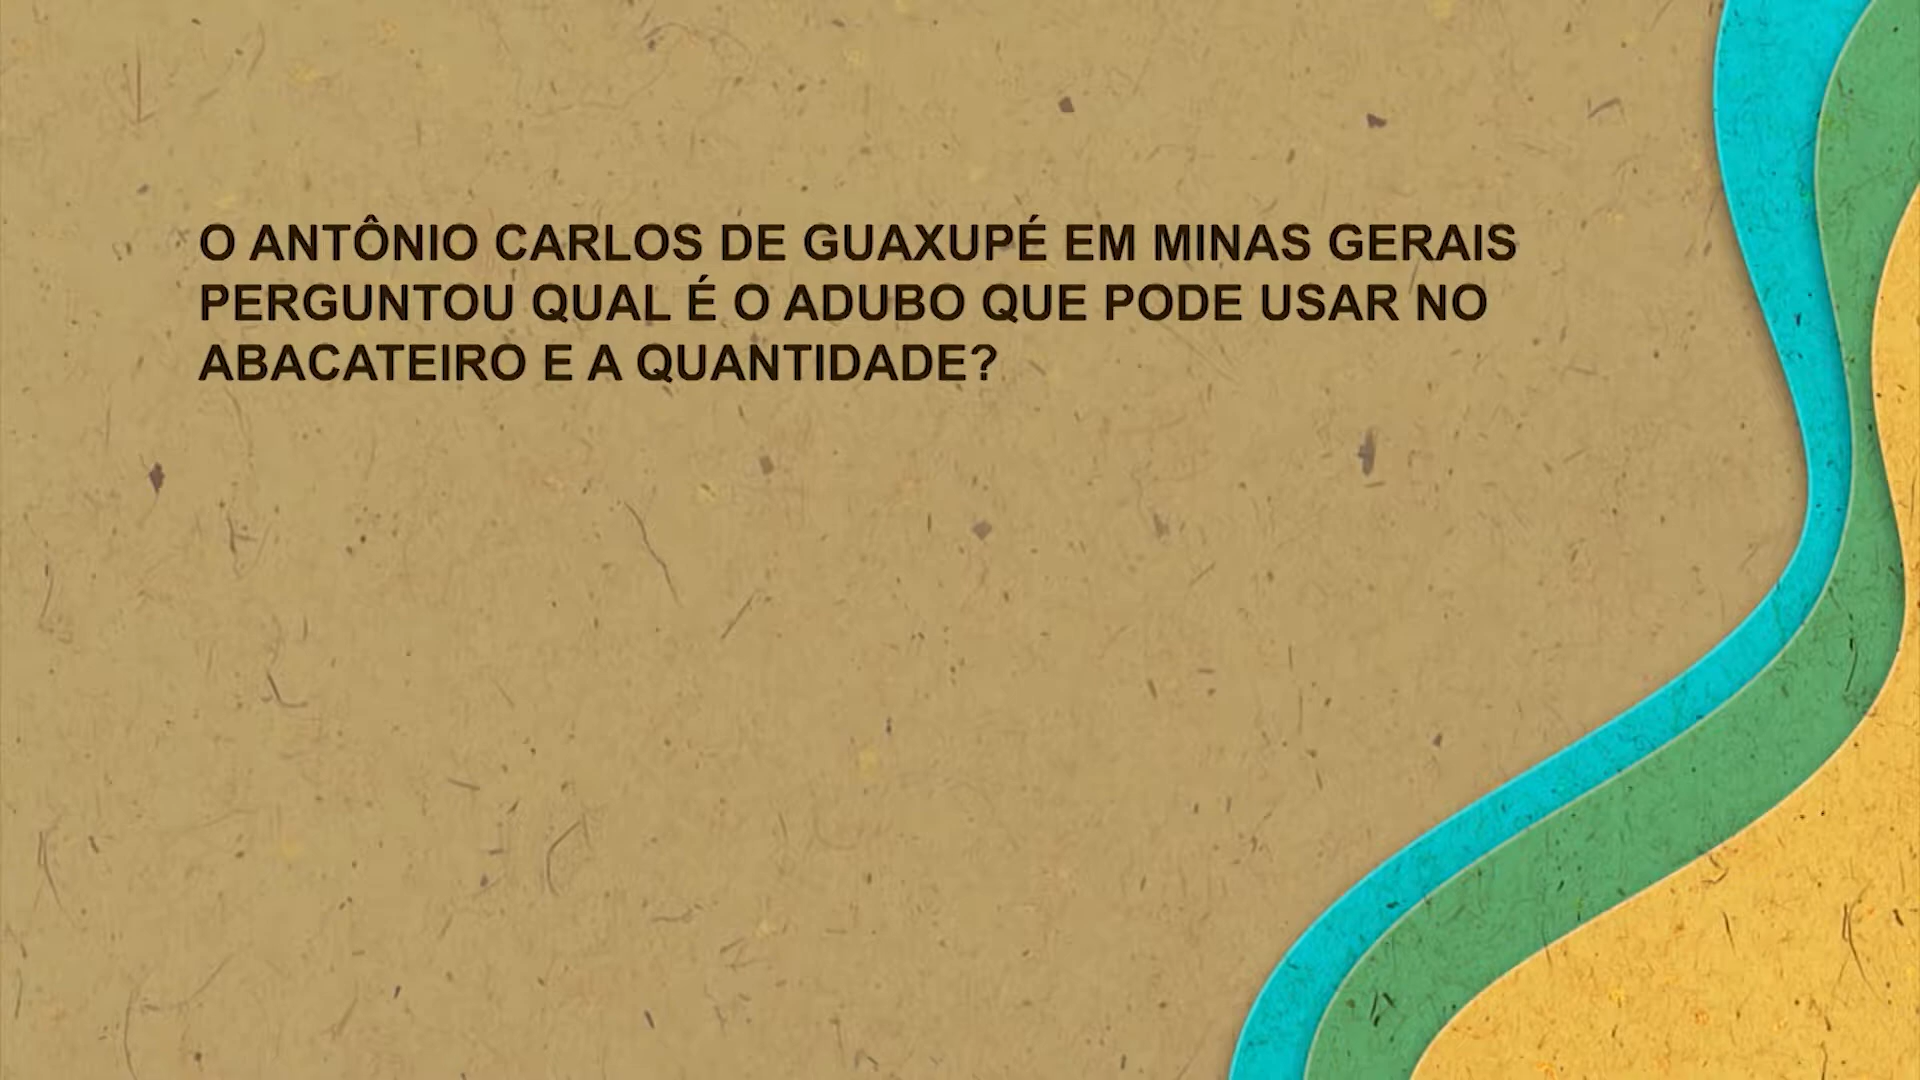 O ANTÔNIO CARLOS DE GUAXUPÉ EM MINAS GERAIS
PERGUNTOU QUAL É O ADUBO QUE PODE USAR NO
ABACATEIRO E A QUANTIDADE?